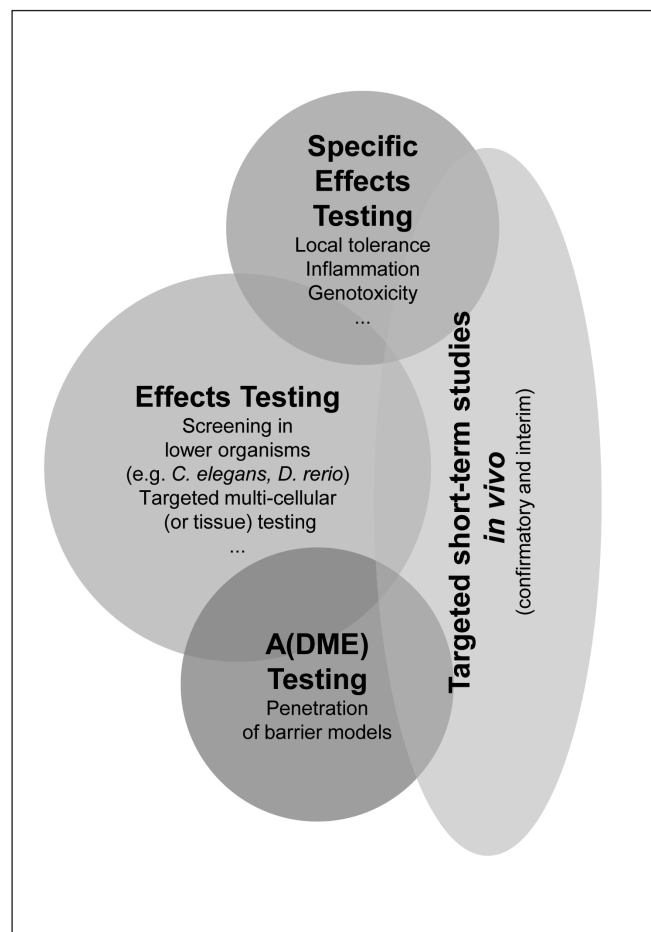 Specific
Effects
Testing
Local tolerance
Inflammation
Genotoxicity
...
Effects Testing
Screening in
lower organisms
(e.g. C. elegans, D. rerio)
Targeted multi-cellular
(or tissue) testing
...
A(DME)
Testing
Penetration
of barrier models
Targeted short-term studies
in vivo
(confirmatory and interim)